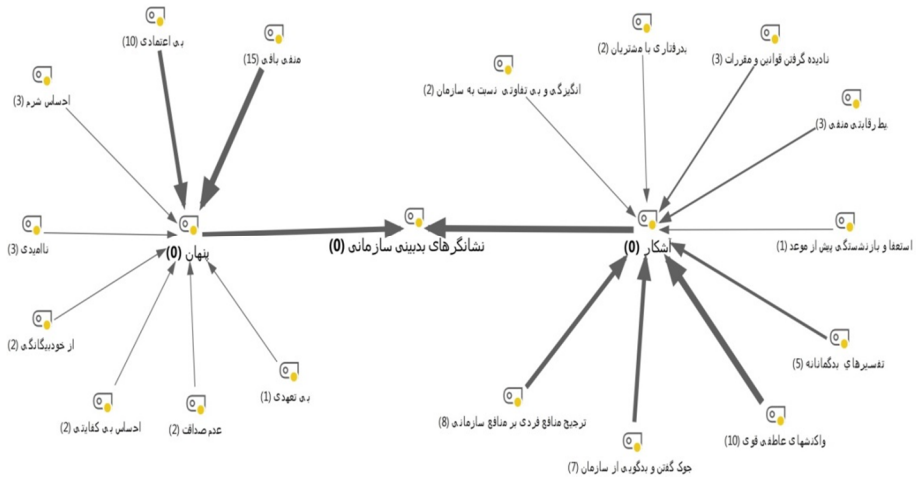 بی اعتمادی (10)
منفی بافی (15)
احساس شرم (3)
ناامیدی (3)
پنهان (0)
از خودبیگانگی (2)
احساس بی کفایتی (2)
عدم صداقت (2)
بی تعهدی (1)
نشانگرهای بدبینی سازمانی (0)
بدرفتاری با مشتریان (2)
نادیده گرفتن قوانین و مقررات (3)
انگیزگی و بی تفاوتی نسبت به سازمان (2)
یط رقابتی منفی (3)
آشکار (0)
استعفا و بازنشستگی پیش از موعد (1)
تفسیرهای بدگمانانه (5)
واکنشهای عاطفی قوی (10)
جوک گفتن و بدگویی از سازمان (7)
ترجیح منافع فردی بر منافع سازمانی (8)